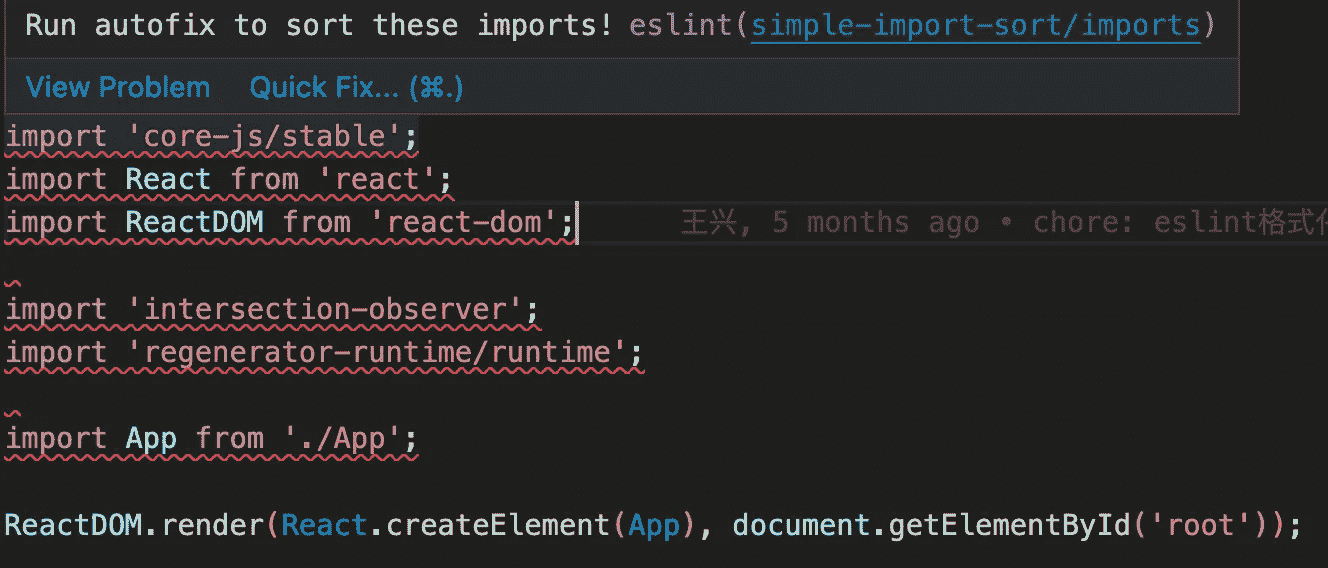 Run autofix to sort these imports! eslint(simple-import-sort/imports)
View Problem Quick Fix... (⌘.)
import 'core-js/stable';
import React from 'react';
import ReactDOM from 'react-dom'; 王兴, 5 months ago • chore: eslint格式
import 'intersection-observer';
import 'regenerator-runtime/runtime';
import App from './App';
ReactDOM.render(React.createElement(App), document.getElementById('root'));